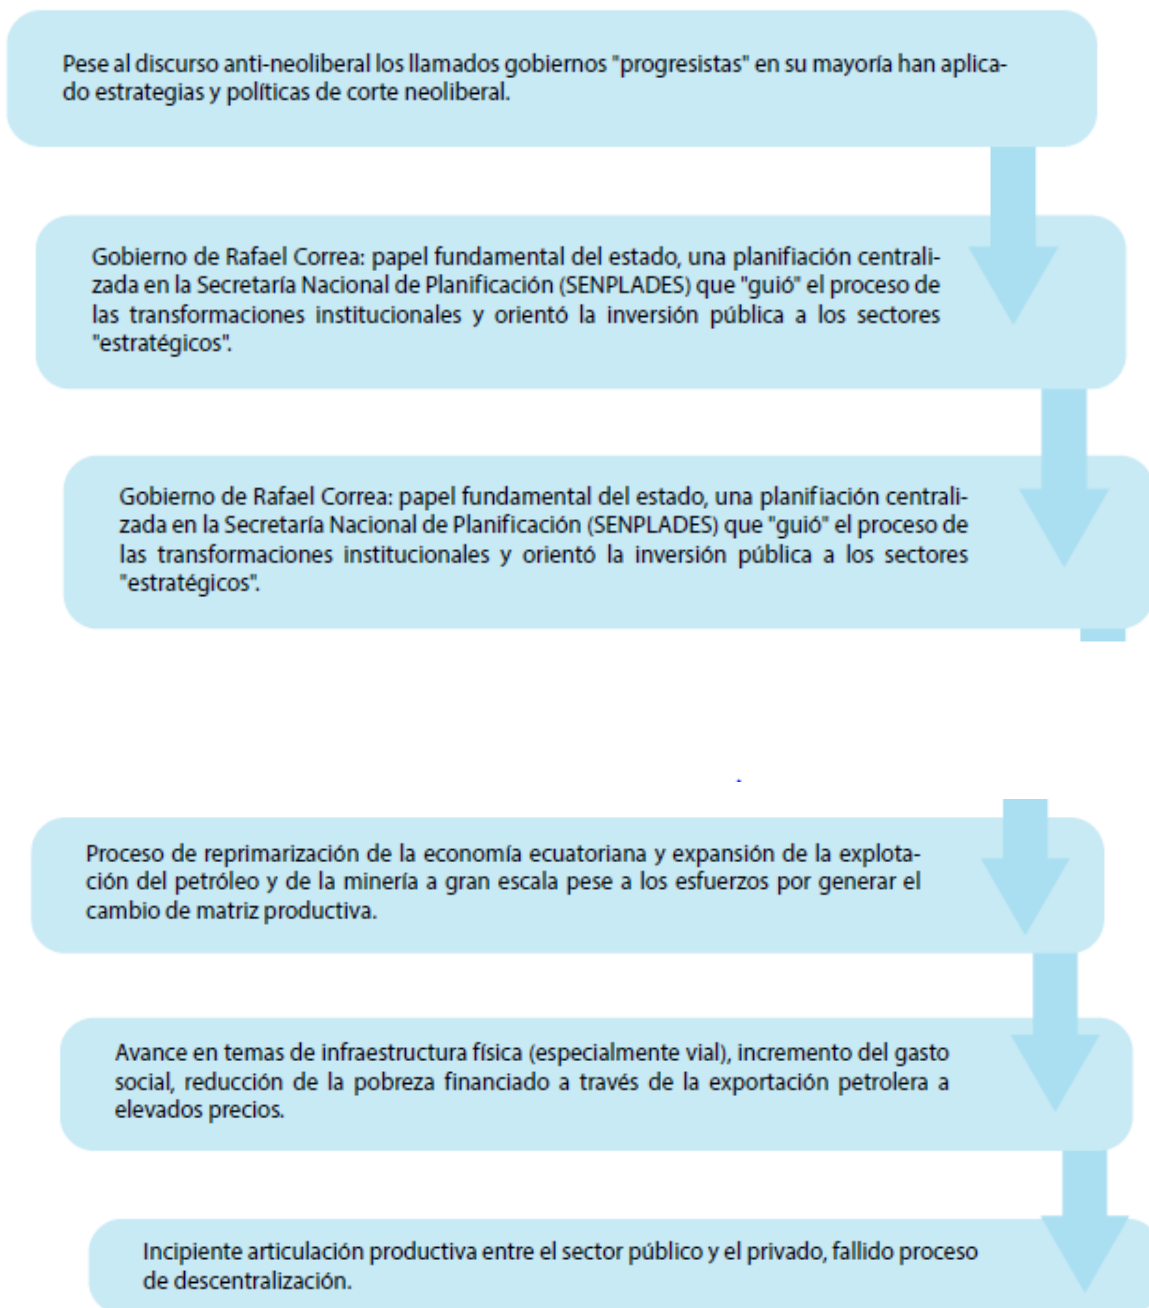 Pese al discurso anti-neoliberal los llamados gobiernos "progresistas" en su mayoría han aplica-
do estrategias y políticas de corte neoliberal.
Gobierno de Rafael Correa: papel fundamental del estado, una planifiación centrali-
zada en la Secretaría Nacional de Planificación (SENPLADES) que "guió" el proceso de
las transformaciones institucionales y orientó la inversión pública a los sectores
"estratégicos".
Gobierno de Rafael Correa: papel fundamental del estado, una planifiación centrali-
zada en la Secretaría Nacional de Planificación (SENPLADES) que "guió" el proceso de
las transformaciones institucionales y orientó la inversión pública a los sectores
"estratégicos".
Proceso de reprimarización de la economía ecuatoriana y expansión de la explota-
ción del petróleo y de la minería a gran escala pese a los esfuerzos por generar el
cambio de matriz productiva.
Avance en temas de infraestructura física (especialmente vial), incremento del gasto
social, reducción de la pobreza financiado a través de la exportación petrolera a
elevados precios.
Incipiente articulación productiva entre el sector público y el privado, fallido proceso
de descentralización.